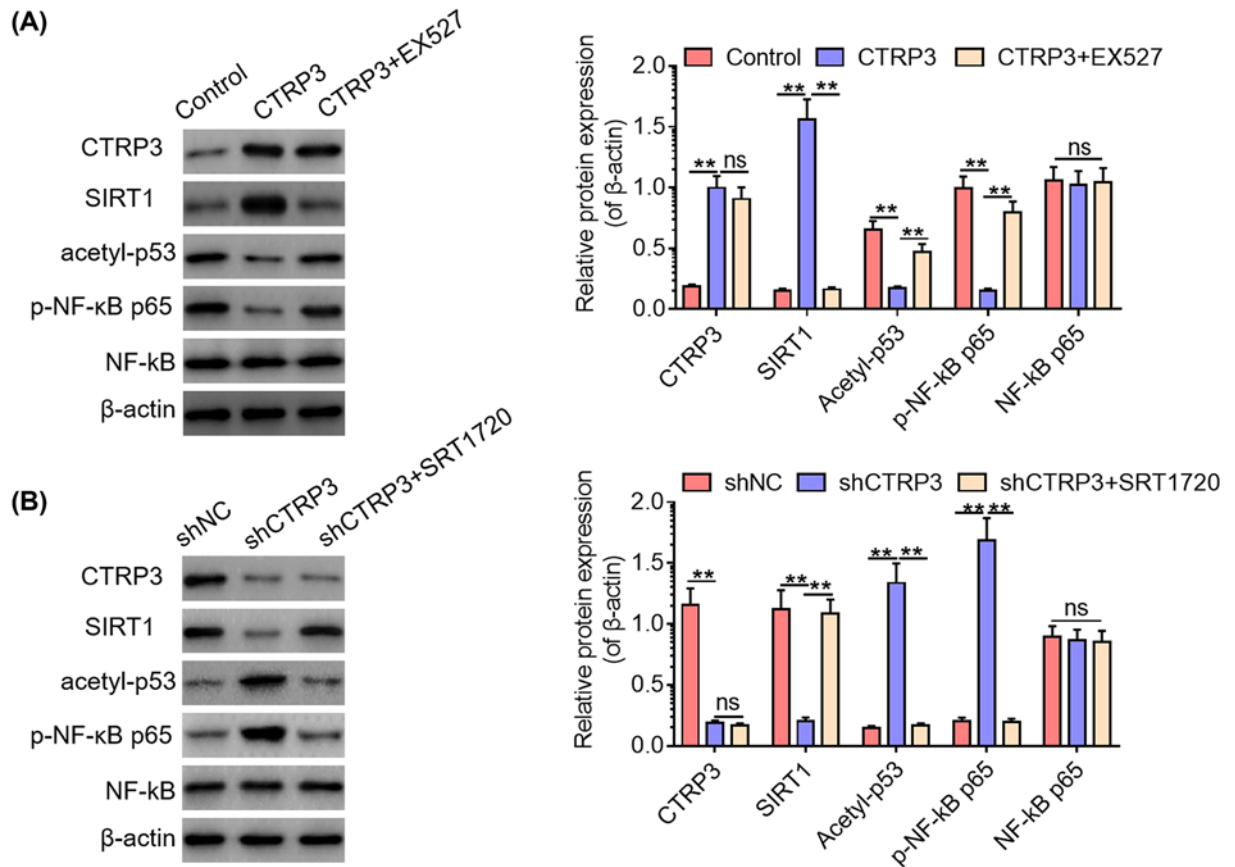 (A)
Control
CTRP3
CTRP3+EX527
CTRP3
SIRT1
acetyl-p53
p-NF-κB p65
NF-kB
β-actin
Control CTRP3 CTRP3+EX527
Relative protein expression
(of β-actin)
2.0
1.5
1.0
0.5
0.0
** ns
** **
**
**
**
**
ns
CTRP3
SIRT1
Acetyl-p53
p-NF-kB p65
NF-kB p65
(B)
shNC
shCTRP3
shCTRP3+SRT1720
CTRP3
SIRT1
acetyl-p53
p-NF-κB p65
NF-kB
β-actin
shNC shCTRP3 shCTRP3+SRT1720
Relative protein expression
(of β-actin)
2.0
1.5
1.0
0.5
0.0
**
ns
** **
** **
** **
ns
CTRP3
SIRT1
Acetyl-p53
p-NF-kB p65
NF-kB p65